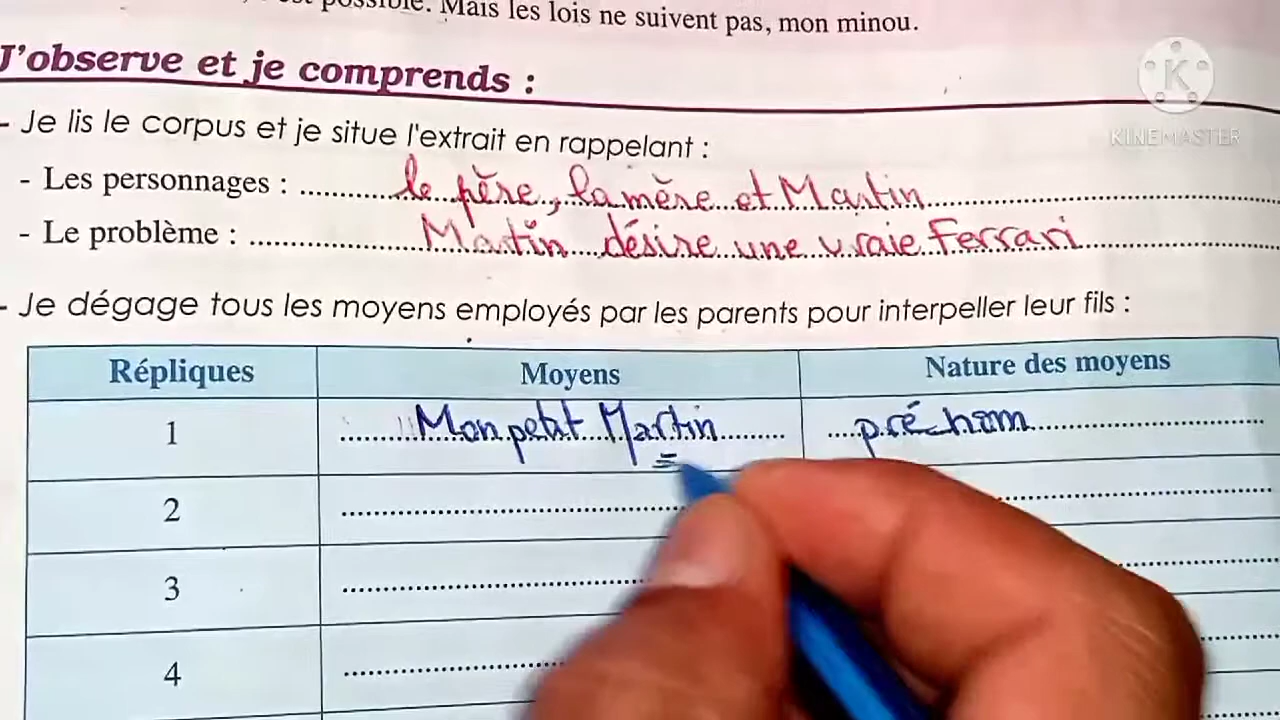 possible. Mais les lois ne suivent pas, mon minou.
J'observe et je comprends :
- Je lis le corpus et je situe l'extrait en rappelant :
- Les personnages : le père, la mère et Martin
- Le problème : Martin désire une vraie Ferrari
- Je dégage tous les moyens employés par les parents pour interpeller leur fils :
Répliques Moyens Nature des moyens
1 Mon petit Martin prénom
2
3
4
KINEMASTER